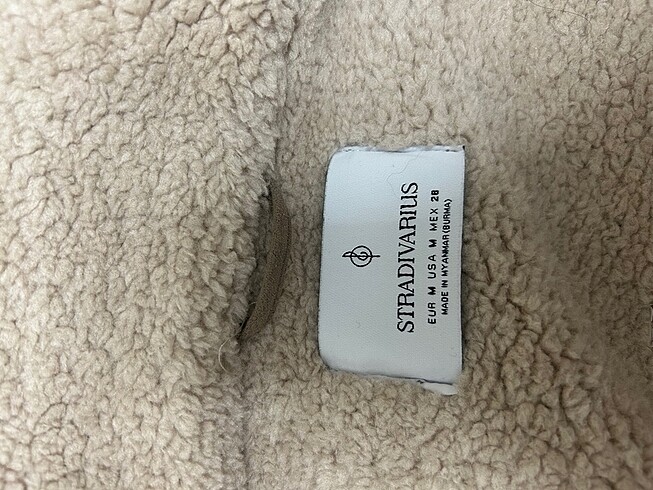 STRADIVARIUS
EUR M USA M MEX 28
MADE IN MYANMAR(BURMA)